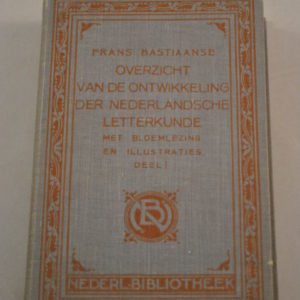 FRANS BASTIAANSE
OVERZICHT
VAN DE ONTWIKKELING
DER NEDERLANDSCHE
LETTERKUNDE
MET BLOEMLEZING
EN ILLUSTRATIES
DEEL I
NEDERL. BIBLIOTHEEK